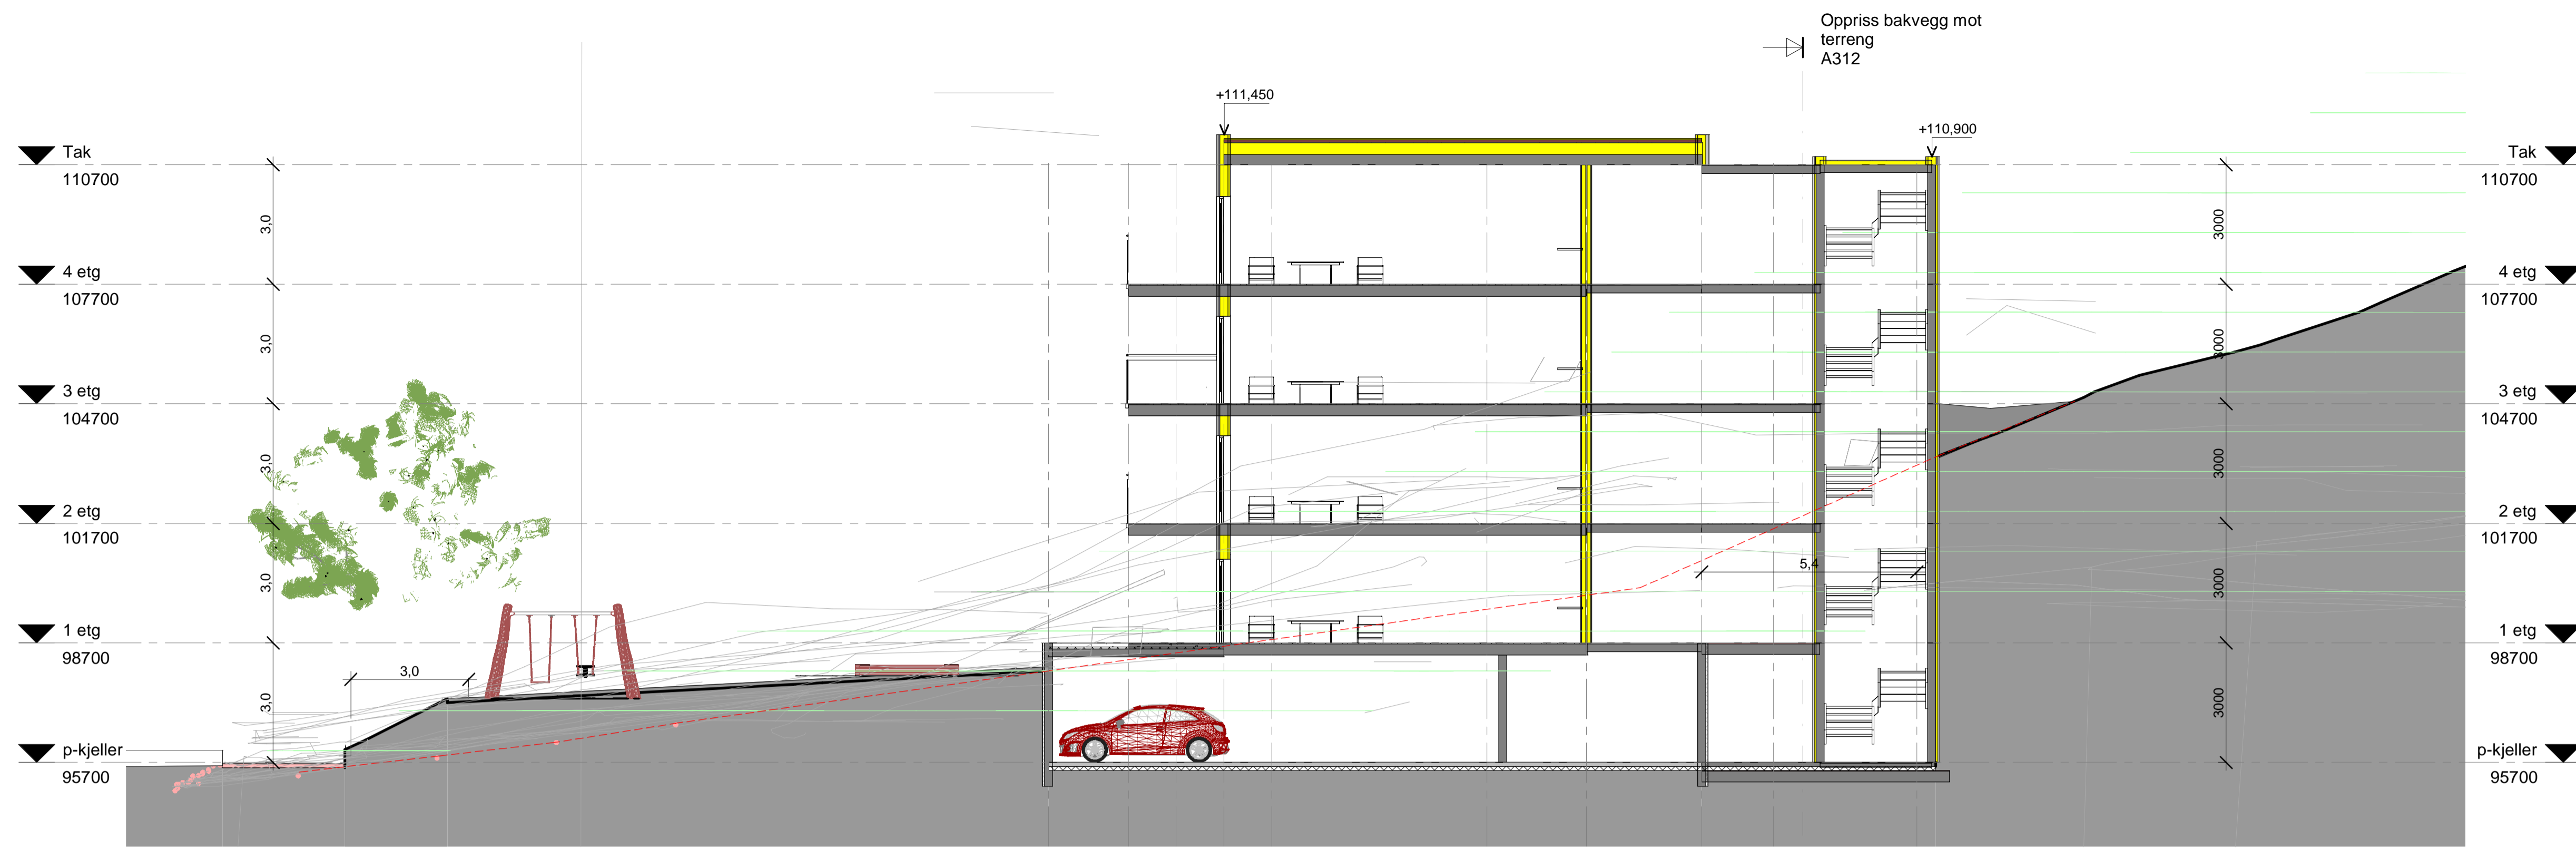 Oppriss bakvegg mot
terreng
A312
+111,450
+110,900
Tak
110700
Tak
110700
3,0
3000
4 etg
107700
4 etg
107700
3,0
3000
3 etg
104700
3 etg
104700
3,0
3000
2 etg
101700
2 etg
101700
3,0
5,4
3000
1 etg
98700
1 etg
98700
3,0
3,0
3000
p-kjeller
95700
p-kjeller
95700